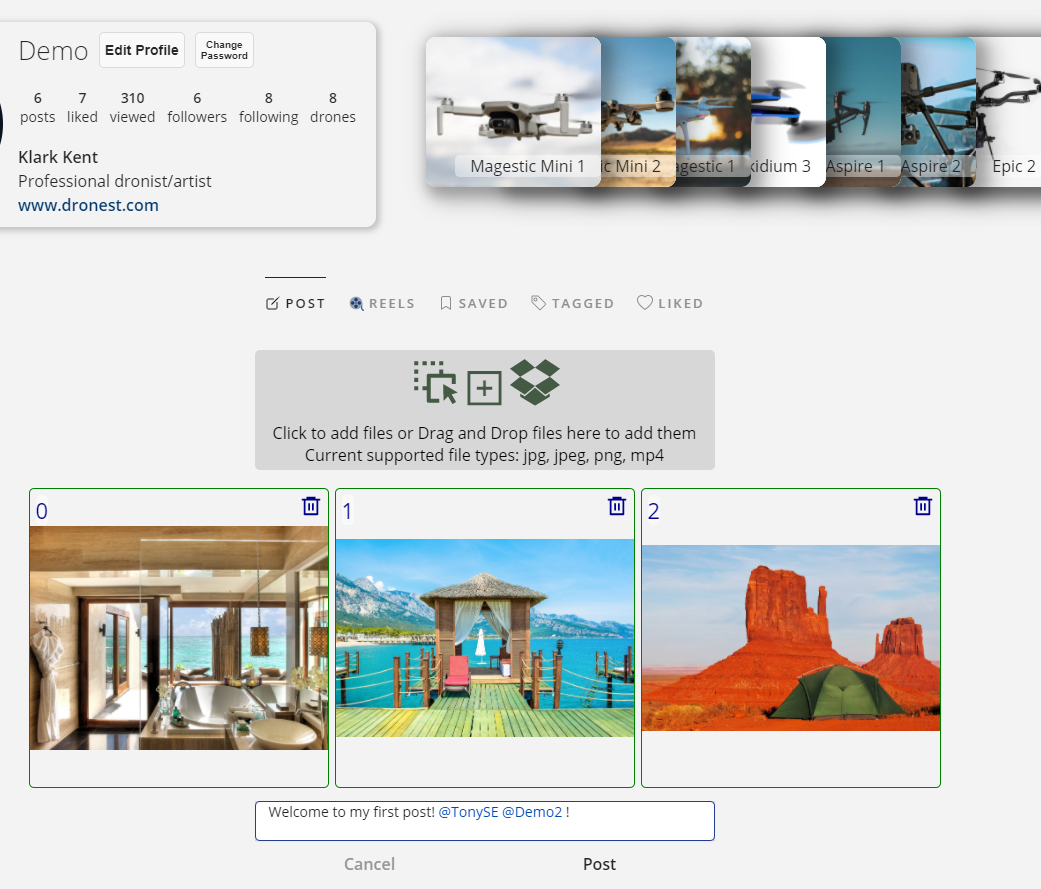 Demo
Edit Profile
Change
Password
6 7 310 6 8 8
posts liked viewed followers following drones
Klark Kent
Professional dronist/artist
www.dronest.com
Magestic Mini 1
ic Mini 2
agestic 1
xidium 3
Aspire 1
Aspire 2
Epic 2
POST REELS SAVED TAGGED LIKED
Click to add files or Drag and Drop files here to add them
Current supported file types: jpg, jpeg, png, mp4
0 1 2
Welcome to my first post! @TonySE @Demo2 !
Cancel Post